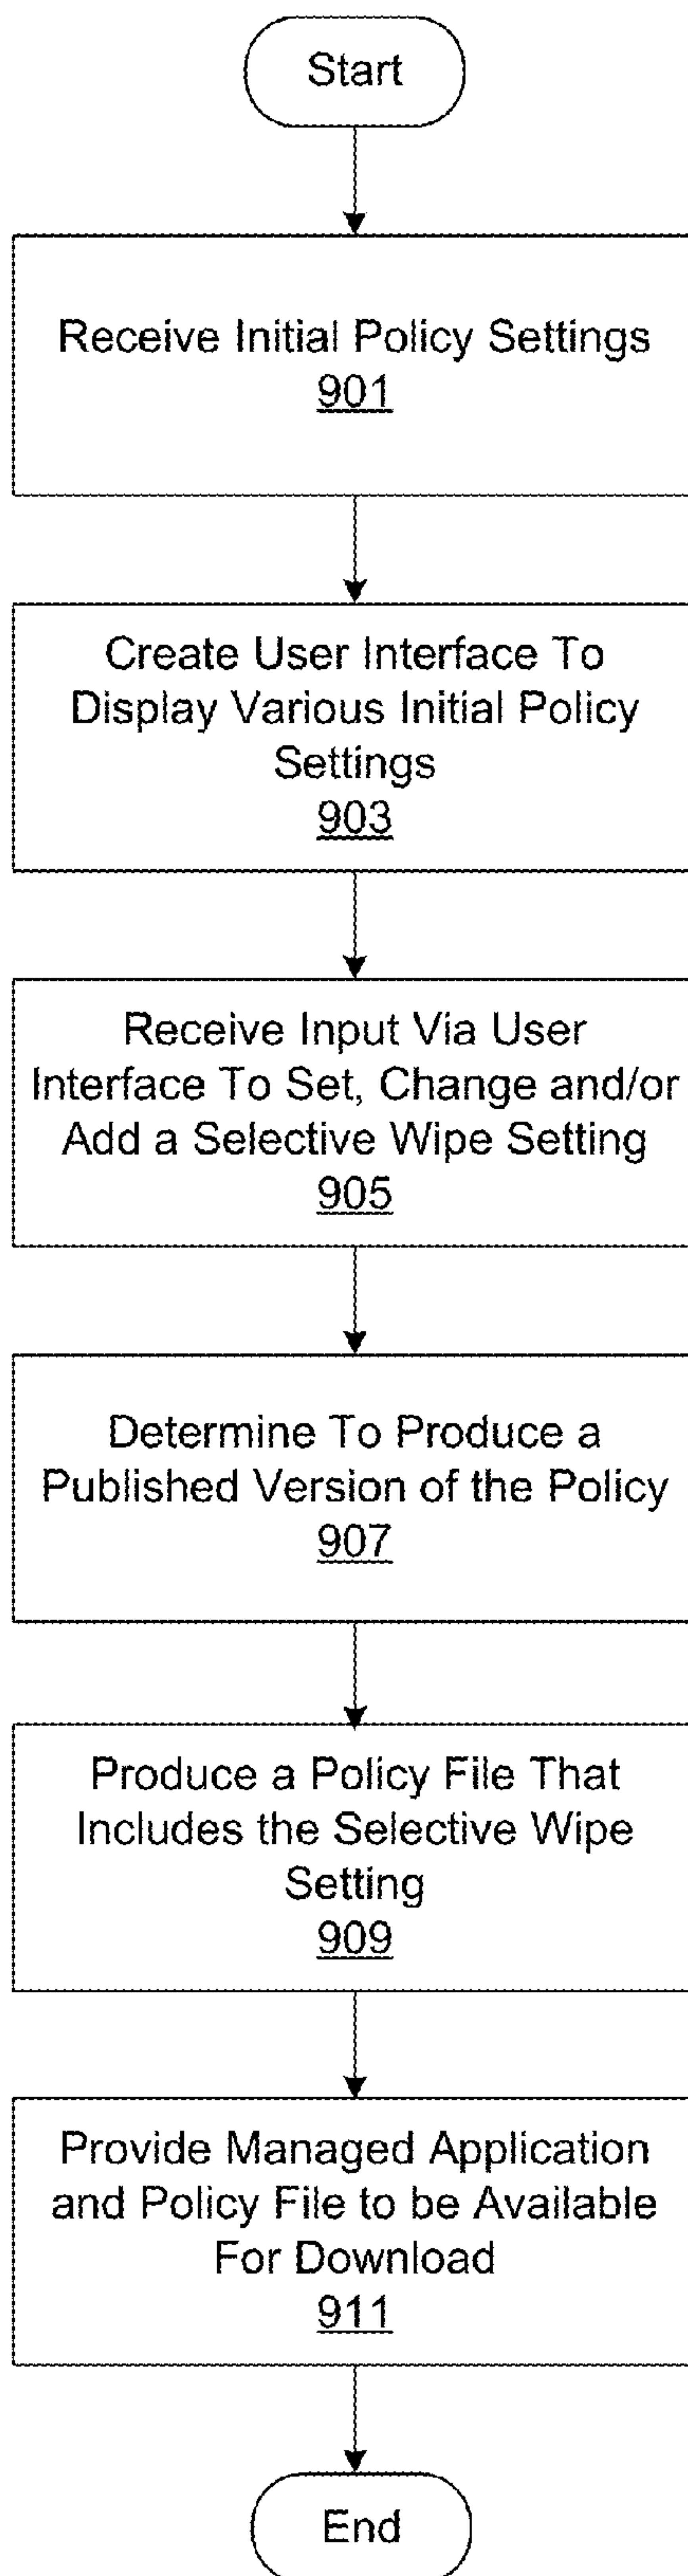 Start
Receive Initial Policy Settings
901
Create User Interface To
Display Various Initial Policy
Settings
903
Receive Input Via User
Interface To Set, Change and/or
Add a Selective Wipe Setting
905
Determine To Produce a
Published Version of the Policy
907
Produce a Policy File That
Includes the Selective Wipe
Setting
909
Provide Managed Application
and Policy File to be Available
For Download
911
End